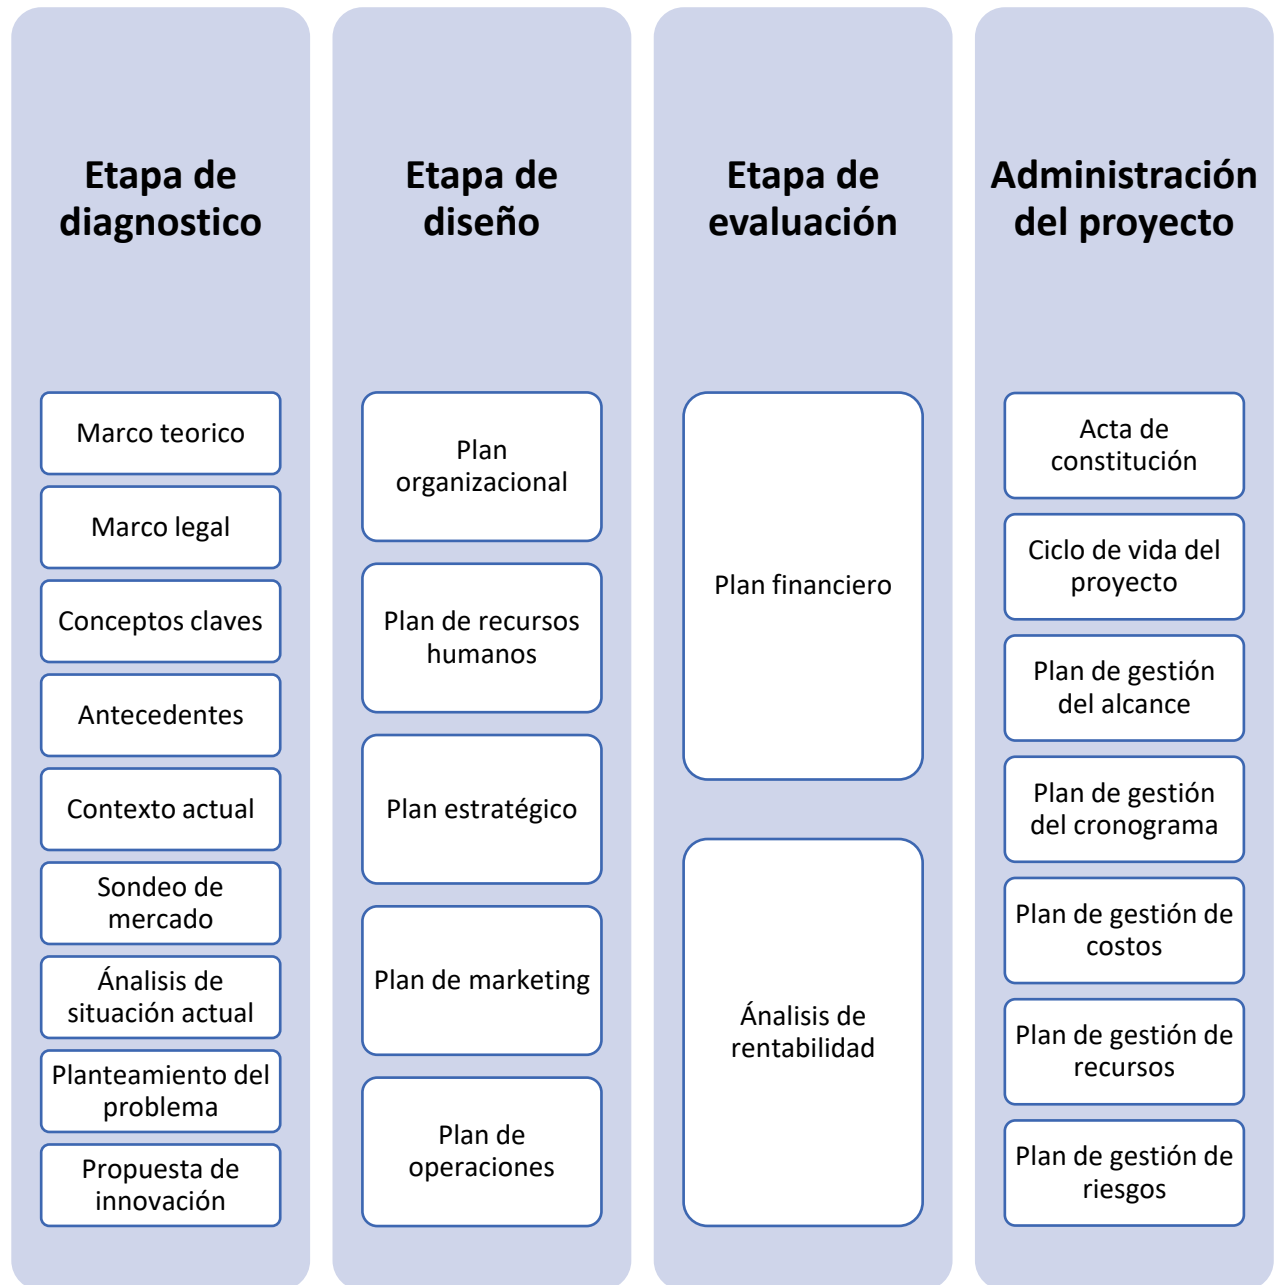 Etapa de
diagnostico
Marco teorico
Marco legal
Conceptos claves
Antecedentes
Contexto actual
Sondeo de
mercado
Ánalisis de
situación actual
Planteamiento del
problema
Propuesta de
innovación
Etapa de
diseño
Plan
organizacional
Plan de recursos
humanos
Plan estratégico
Plan de marketing
Plan de
operaciones
Etapa de
evaluación
Plan financiero
Ánalisis de
rentabilidad
Administración
del proyecto
Acta de
constitución
Ciclo de vida del
proyecto
Plan de gestión
del alcance
Plan de gestión
del cronograma
Plan de gestión de
costos
Plan de gestión de
recursos
Plan de gestión de
riesgos